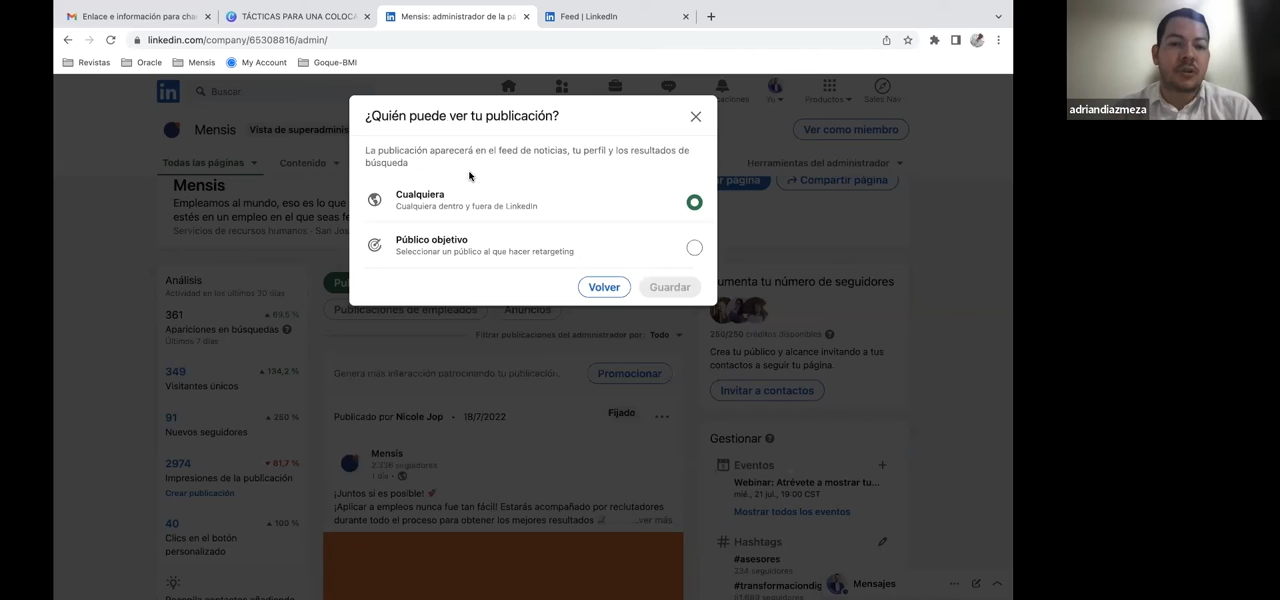 Enlace e información para cha
TÁCTICAS PARA UNA COLOCA
Mensis: administrador de la pá
Feed | LinkedIn
linkedin.com/company/65308816/admin/
Revistas
Oracle
Mensis
My Account
Goque-BMI
Buscar
aciones
Yo
Productos
Sales Nav
Mensis
Vista de superadminis
Ver como miembro
Todas las páginas
Contenido
Herramientas del administrador
Mensis
Empleamos al mundo, eso es lo que
estés en un empleo en el que seas f
Servicios de recursos humanos · San Jos
ar página
Compartir página
¿Quién puede ver tu publicación?
La publicación aparecerá en el feed de noticias, tu perfil y los resultados de
búsqueda
Cualquiera
Cualquiera dentro y fuera de LinkedIn
Público objetivo
Seleccionar un público al que hacer retargeting
Volver
Guardar
Análisis
Actividad en los últimos 30 días
361
69,5 %
Apariciones en búsquedas
Últimos 7 días
349
134,2 %
Visitantes únicos
91
250 %
Nuevos seguidores
2974
81,7 %
Impresiones de la publicación
Crear publicación
40
100 %
Clics en el botón
personalizado
Pu
Publicaciones de empleados
Anuncios
Filtrar publicaciones del administrador por: Todo
Genera más interacción patrocinando tu publicación.
Promocionar
Publicado por Nicole Jop • 18/7/2022
Fijado
Mensis
2.336 seguidores
1 día •
¡Juntos sí es posible! 🚀
¡Aplicar a empleos nunca fue tan fácil! Estarás acompañado por reclutadores
durante todo el proceso para obtener los mejores resultados
...ver más
umenta tu número de seguidores
250/250 créditos disponibles
Crea tu público y alcance invitando a tus
contactos a seguir tu página.
Invitar a contactos
Gestionar
Eventos
Webinar: Atrévete a mostrar tu...
mié., 21 jul., 19:00 CST
Mostrar todos los eventos
Hashtags
#asesores
234 seguidores
#transformaciondig
Mensajes
adriandiazmeza